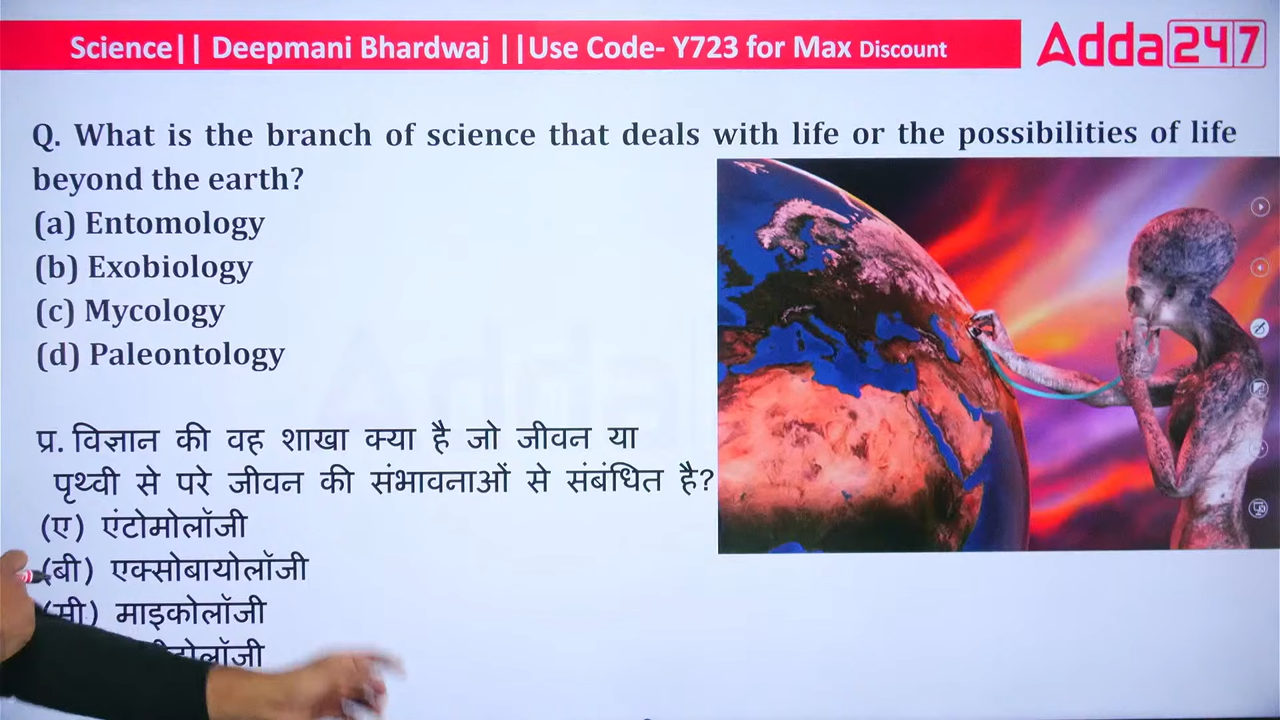 Science|| Deepmani Bhardwaj ||Use Code- Y723 for Max Discount
Adda247
Q. What is the branch of science that deals with life or the possibilities of life
beyond the earth?
(a) Entomology
(b) Exobiology
(c) Mycology
(d) Paleontology
प्र. विज्ञान की वह शाखा क्या है जो जीवन या
पृथ्वी से परे जीवन की संभावनाओं से संबंधित है?
(ए) एंटोमोलॉजी
(बी) एक्सोबायोलॉजी
(सी) माइकोलॉजी